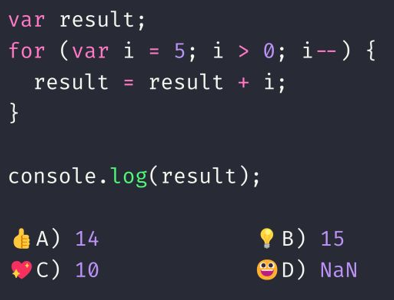 var result;
for (var i = 5; i > 0; i--) {
  result = result + i;
}
console.log(result);
👍A) 14 💡B) 15
💖C) 10 😀D) NaN